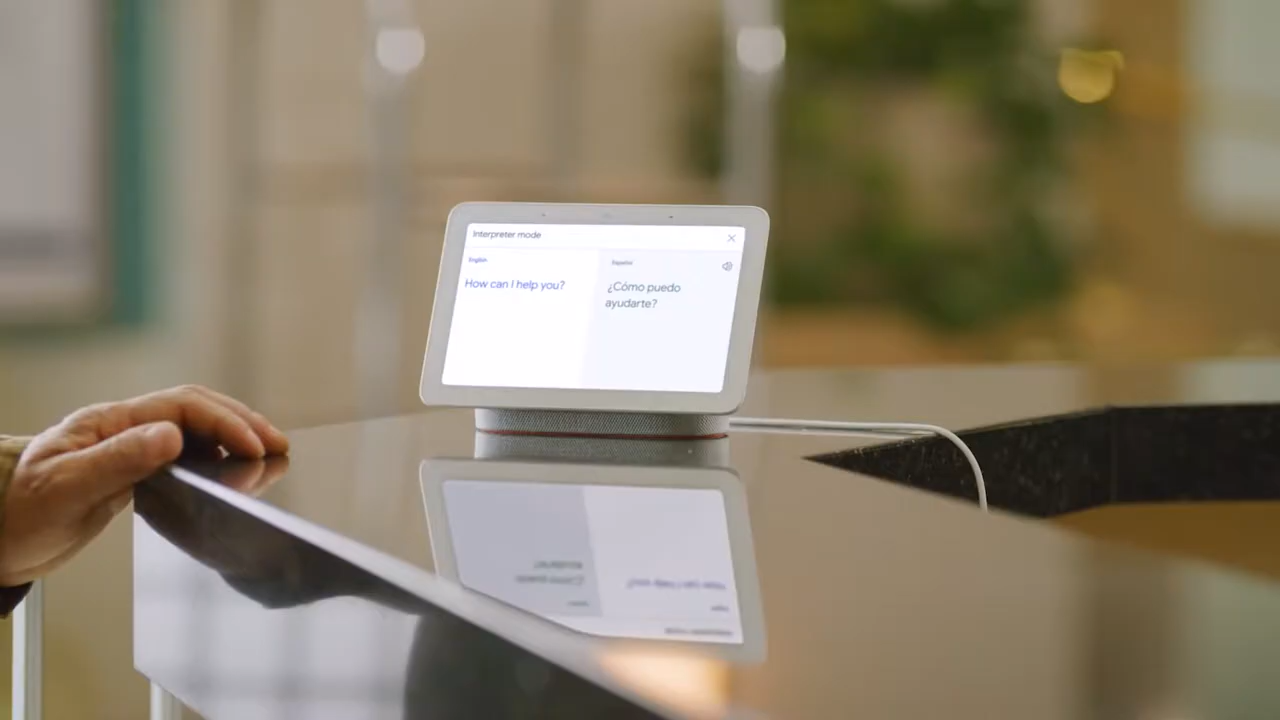 Interpreter mode
English
Español
How can I help you?
¿Cómo puedo
ayudarte?